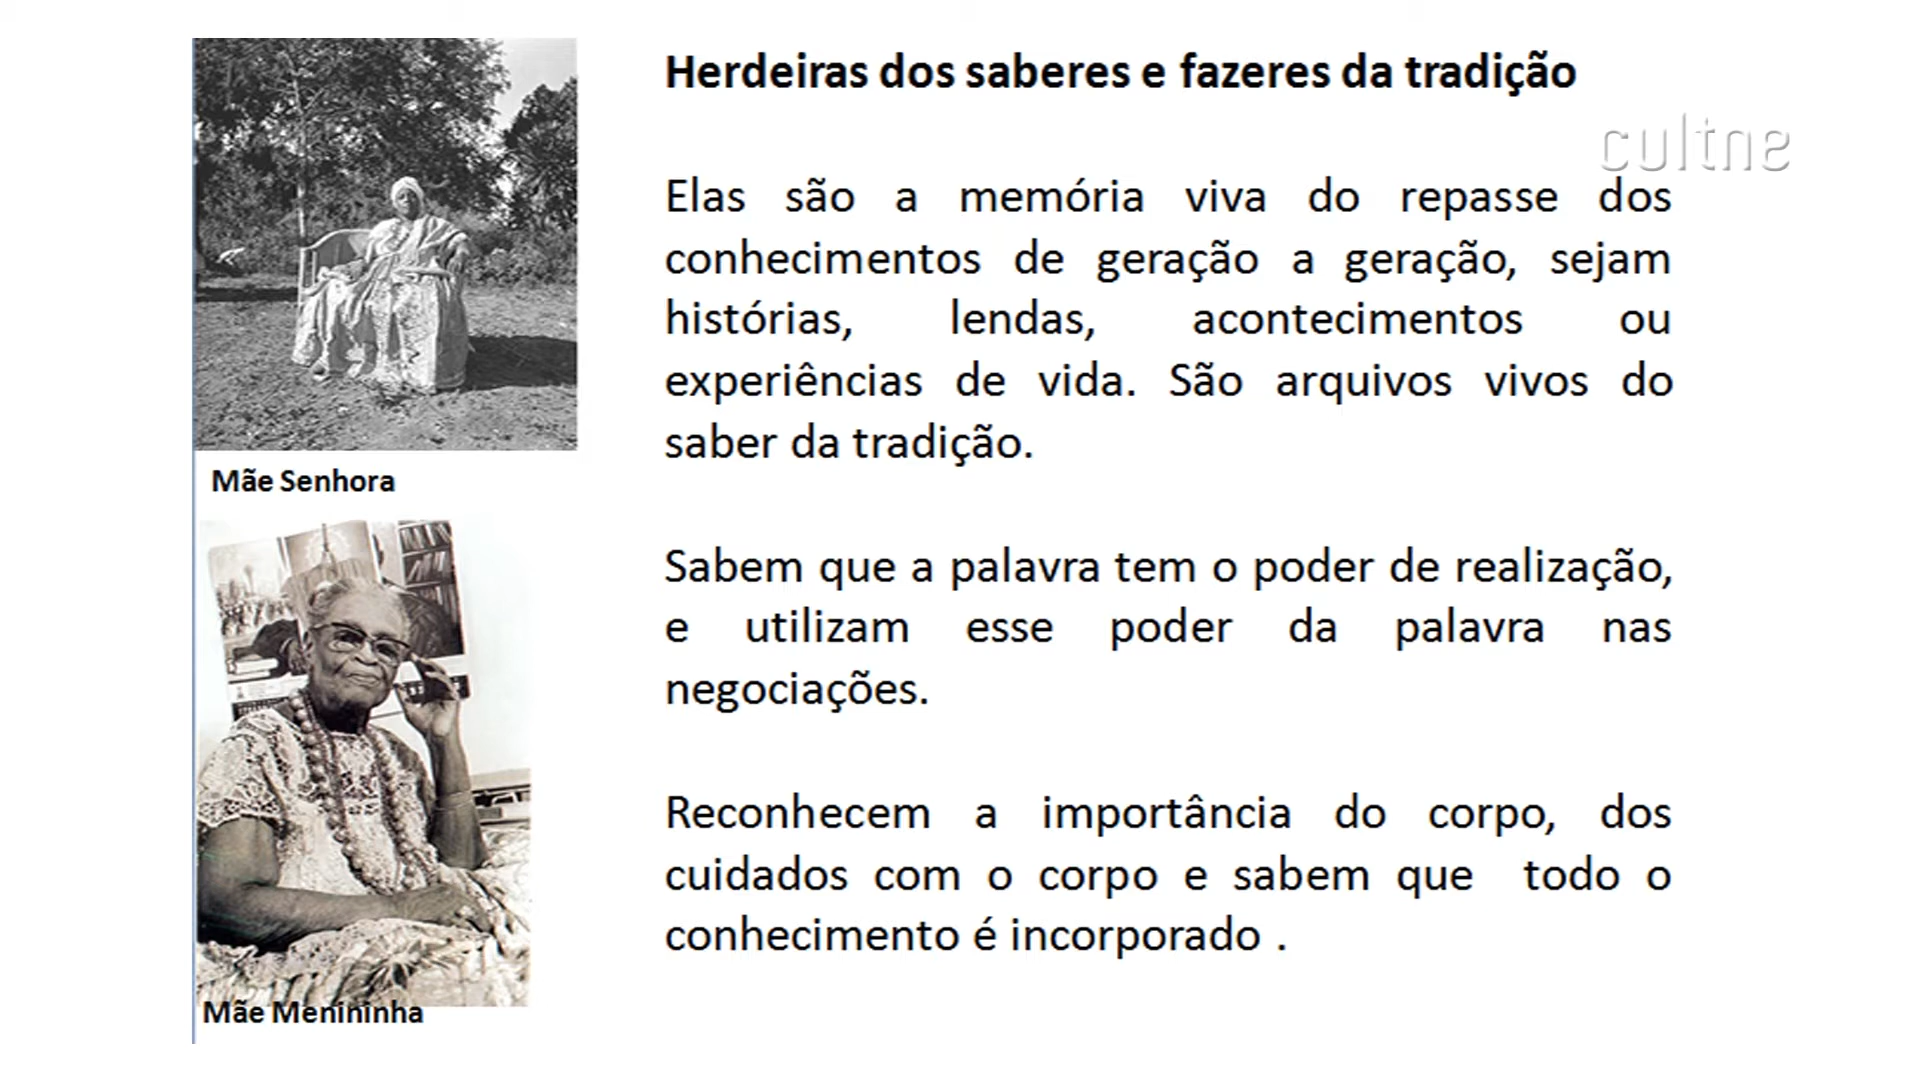 Herdeiras dos saberes e fazeres da tradição
cultne
Elas são a memória viva do repasse dos
conhecimentos de geração a geração, sejam
histórias, lendas, acontecimentos ou
experiências de vida. São arquivos vivos do
saber da tradição.
Mãe Senhora
Sabem que a palavra tem o poder de realização,
e utilizam esse poder da palavra nas
negociações.
Reconhecem a importância do corpo, dos
cuidados com o corpo e sabem que todo o
conhecimento é incorporado .
Mãe Menininha